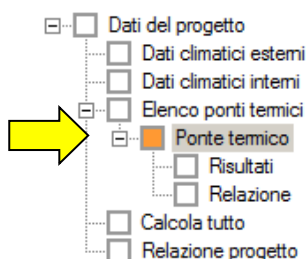 Dati del progetto
Dati climatici esterni
Dati climatici interni
Elenco ponti termici
Ponte termico
Risultati
Relazione
Calcola tutto
Relazione progetto